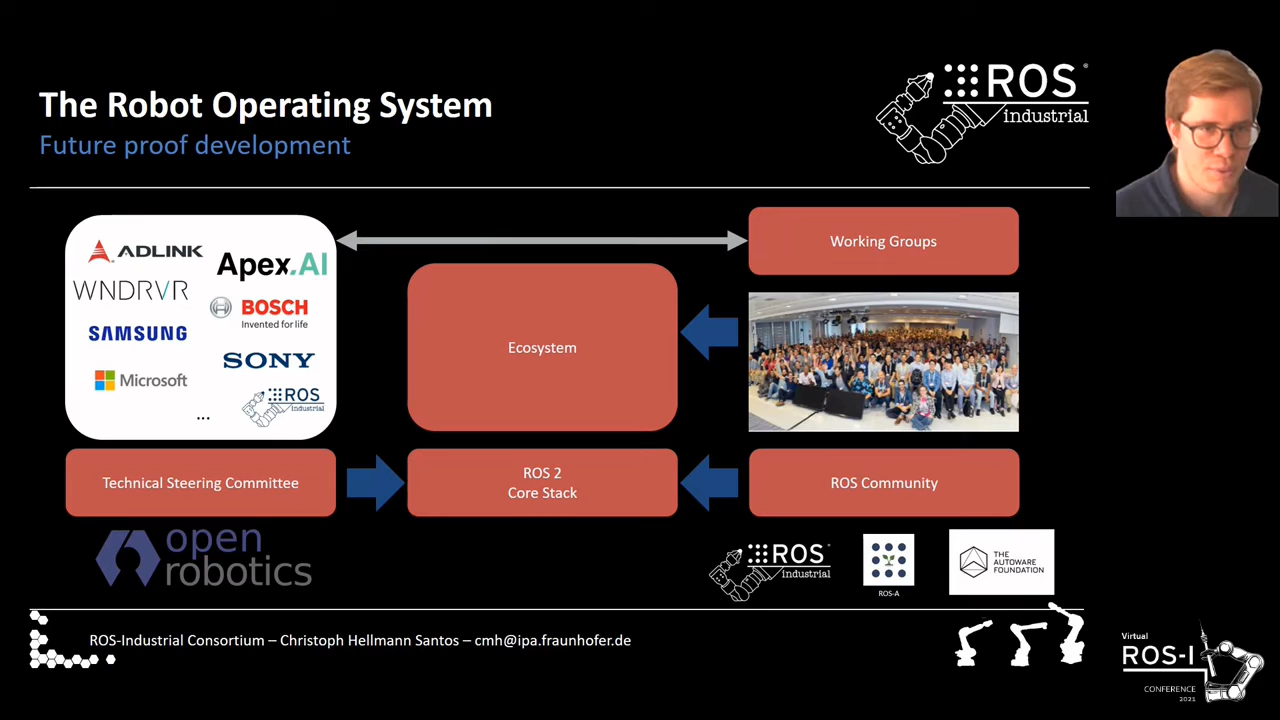 The Robot Operating System
Future proof development
ROS
industrial
ADLINK
Apex.AI
WNDRVR
BOSCH
Invented for life
SAMSUNG
SONY
Microsoft
ROS
industrial
...
Working Groups
Ecosystem
Technical Steering Committee
ROS 2
Core Stack
ROS Community
open
robotics
ROS
industrial
ROS-A
THE
AUTOWARE
FOUNDATION
ROS-Industrial Consortium – Christoph Hellmann Santos – cmh@ipa.fraunhofer.de
Virtual
ROS-I
CONFERENCE
2021